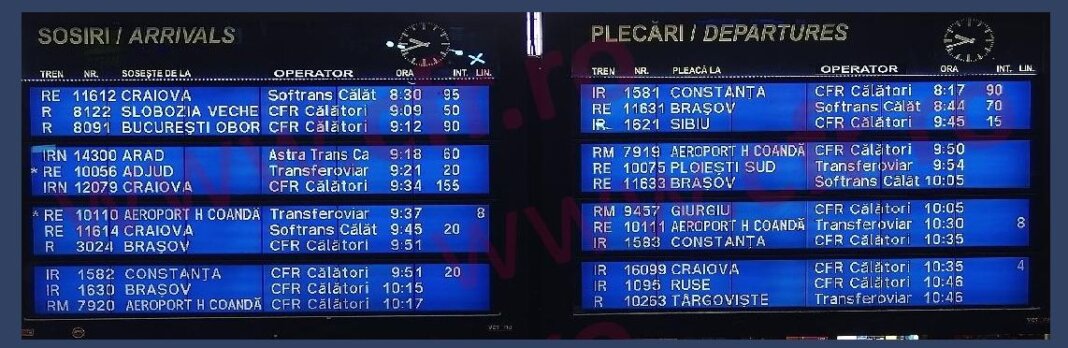 SOSIRI / ARRIVALS
TREN NR. SOSEȘTE DE LA OPERATOR ORA INT. LIN.
RE 11612 CRAIOVA Softrans Călăt 8:30 95
R 8122 SLOBOZIA VECHE CFR Călători 9:09 50
R 8091 BUCUREȘTI OBOR CFR Călători 9:12 90
IRN 14300 ARAD Astra Trans Ca 9:18 60
* RE 10056 ADJUD Transferoviar 9:21 20
IRN 12079 CRAIOVA CFR Călători 9:34 155
* RE 10110 AEROPORT H COANDĂ Transferoviar 9:37 8
RE 11614 CRAIOVA Softrans Călăt 9:45 20
R 3024 BRAȘOV CFR Călători 9:51
IR 1582 CONSTANȚA CFR Călători 9:51 20
IR 1630 BRAȘOV CFR Călători 10:15
RM 7920 AEROPORT H COANDĂ CFR Călători 10:17
PLECĂRI / DEPARTURES
TREN NR. PLEACĂ LA OPERATOR ORA INT. LIN.
IR 1581 CONSTANȚA CFR Călători 8:17 90
RE 11631 BRAȘOV Softrans Călăt 8:44 70
IR 1621 SIBIU CFR Călători 9:45 15
RM 7919 AEROPORT H COANDĂ CFR Călători 9:50
RE 10075 PLOIEȘTI SUD Transferoviar 9:54
RE 11633 BRAȘOV Softrans Călăt 10:05
RM 9457 GIURGIU CFR Călători 10:05
RE 10111 AEROPORT H COANDĂ Transferoviar 10:30 8
IR 1583 CONSTANȚA CFR Călători 10:35
IR 16099 CRAIOVA CFR Călători 10:35 4
IR 1095 RUSE CFR Călători 10:46
R 10263 TÂRGOVIȘTE Transferoviar 10:46